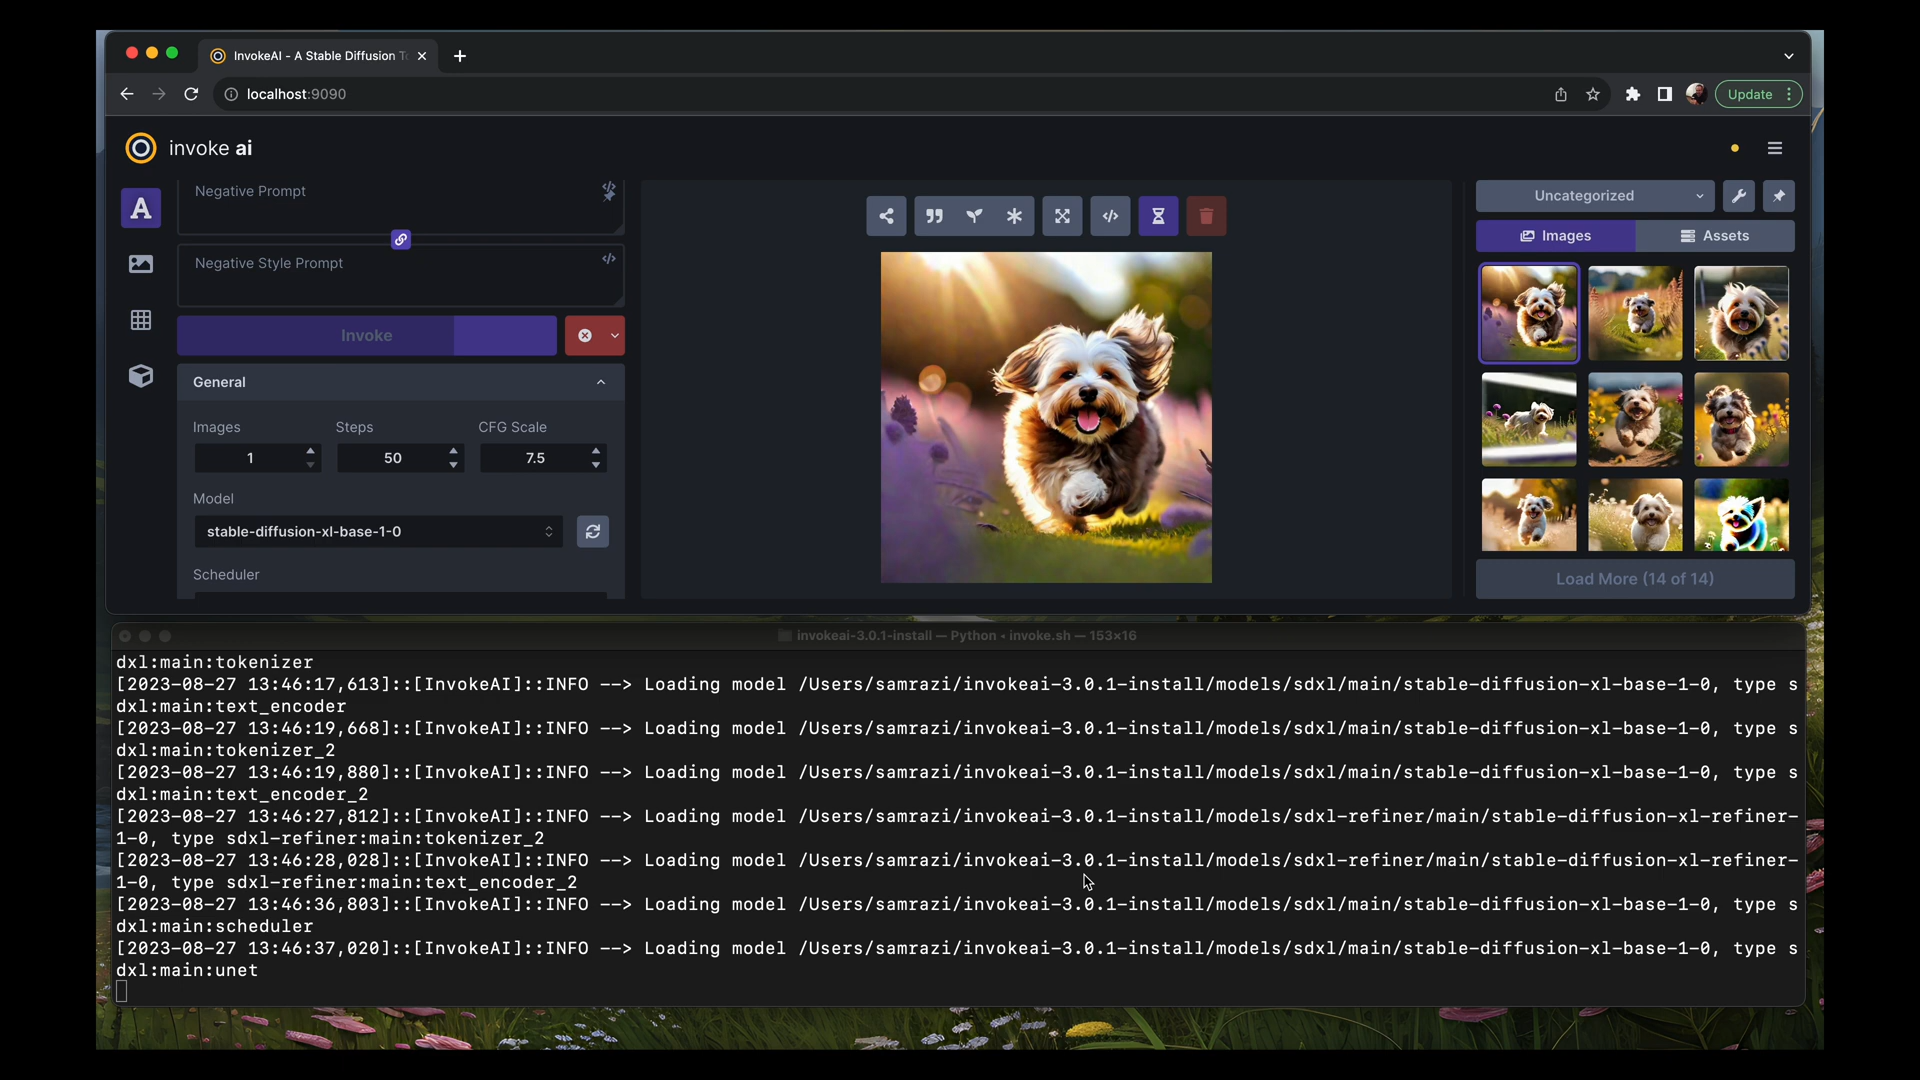 InvokeAI - A Stable Diffusion T
localhost:9090
Update
invoke ai
Negative Prompt
Negative Style Prompt
Invoke
General
Images
Steps
CFG Scale
1
50
7.5
Model
stable-diffusion-xl-base-1-0
Scheduler
Uncategorized
Images
Assets
Load More (14 of 14)
invokeai-3.0.1-install — Python ◂ invoke.sh — 153×16
dxl:main:tokenizer
[2023-08-27 13:46:17,613]::[InvokeAI]::INFO --> Loading model /Users/samrazi/invokeai-3.0.1-install/models/sdxl/main/stable-diffusion-xl-base-1-0, type s
dxl:main:text_encoder
[2023-08-27 13:46:19,668]::[InvokeAI]::INFO --> Loading model /Users/samrazi/invokeai-3.0.1-install/models/sdxl/main/stable-diffusion-xl-base-1-0, type s
dxl:main:tokenizer_2
[2023-08-27 13:46:19,880]::[InvokeAI]::INFO --> Loading model /Users/samrazi/invokeai-3.0.1-install/models/sdxl/main/stable-diffusion-xl-base-1-0, type s
dxl:main:text_encoder_2
[2023-08-27 13:46:27,812]::[InvokeAI]::INFO --> Loading model /Users/samrazi/invokeai-3.0.1-install/models/sdxl-refiner/main/stable-diffusion-xl-refiner-
1-0, type sdxl-refiner:main:tokenizer_2
[2023-08-27 13:46:28,028]::[InvokeAI]::INFO --> Loading model /Users/samrazi/invokeai-3.0.1-install/models/sdxl-refiner/main/stable-diffusion-xl-refiner-
1-0, type sdxl-refiner:main:text_encoder_2
[2023-08-27 13:46:36,803]::[InvokeAI]::INFO --> Loading model /Users/samrazi/invokeai-3.0.1-install/models/sdxl/main/stable-diffusion-xl-base-1-0, type s
dxl:main:scheduler
[2023-08-27 13:46:37,020]::[InvokeAI]::INFO --> Loading model /Users/samrazi/invokeai-3.0.1-install/models/sdxl/main/stable-diffusion-xl-base-1-0, type s
dxl:main:unet